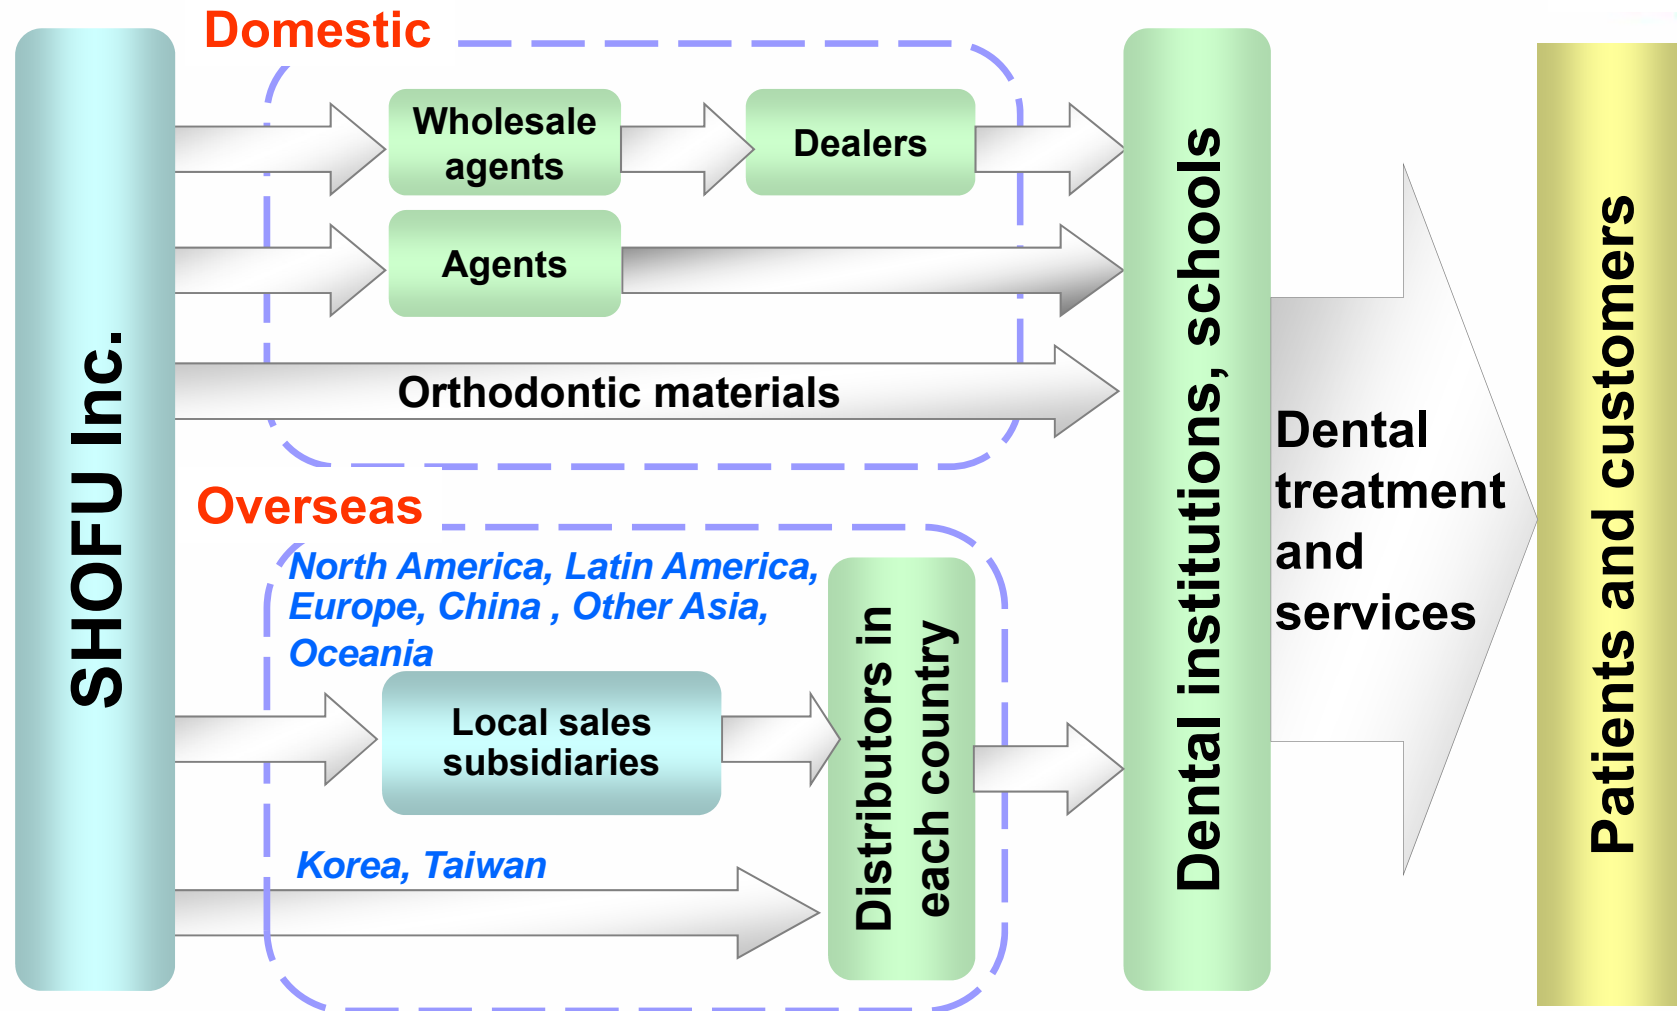 Domestic
SHOFU Inc.
Wholesale
agents
Dealers
Agents
Orthodontic materials
Overseas
North America, Latin America,
Europe, China , Other Asia,
Oceania
Local sales
subsidiaries
Korea, Taiwan
Distributors in
each country
Dental institutions, schools
Dental
treatment
and
services
Patients and customers